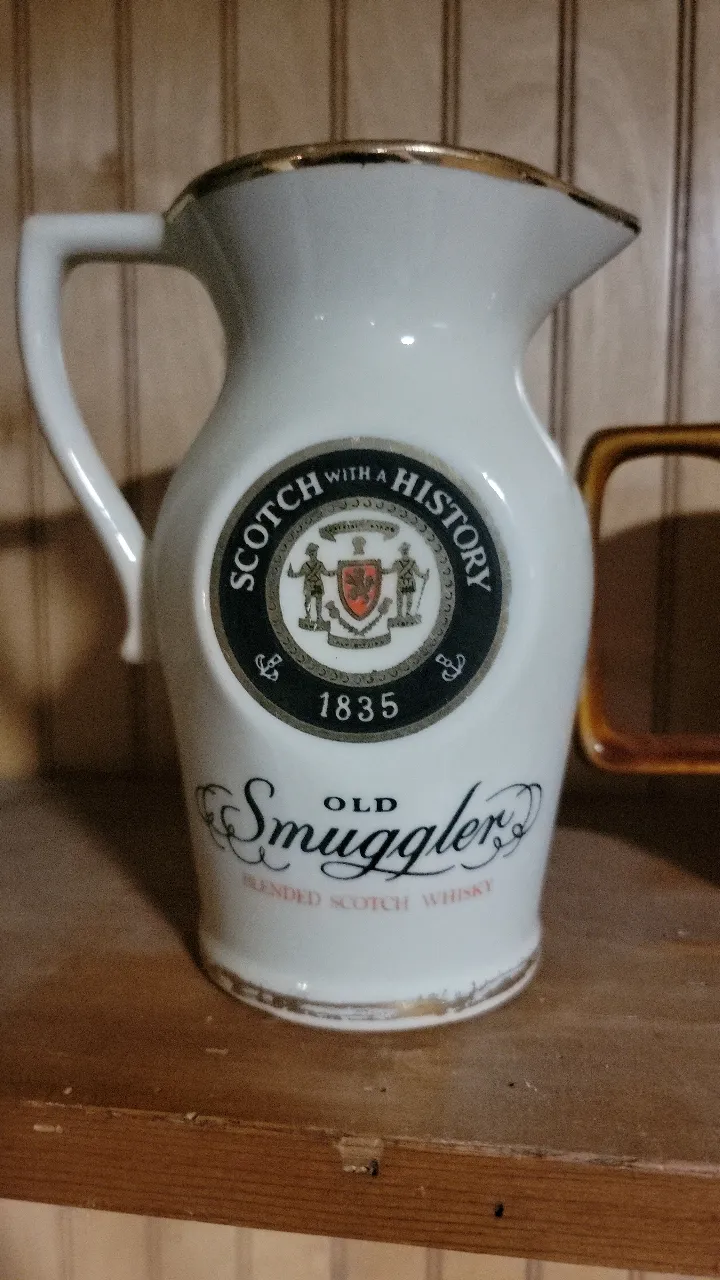 SCOTCH WITH A HISTORY
1835
OLD
Smuggler
BLENDED SCOTCH WHISKY